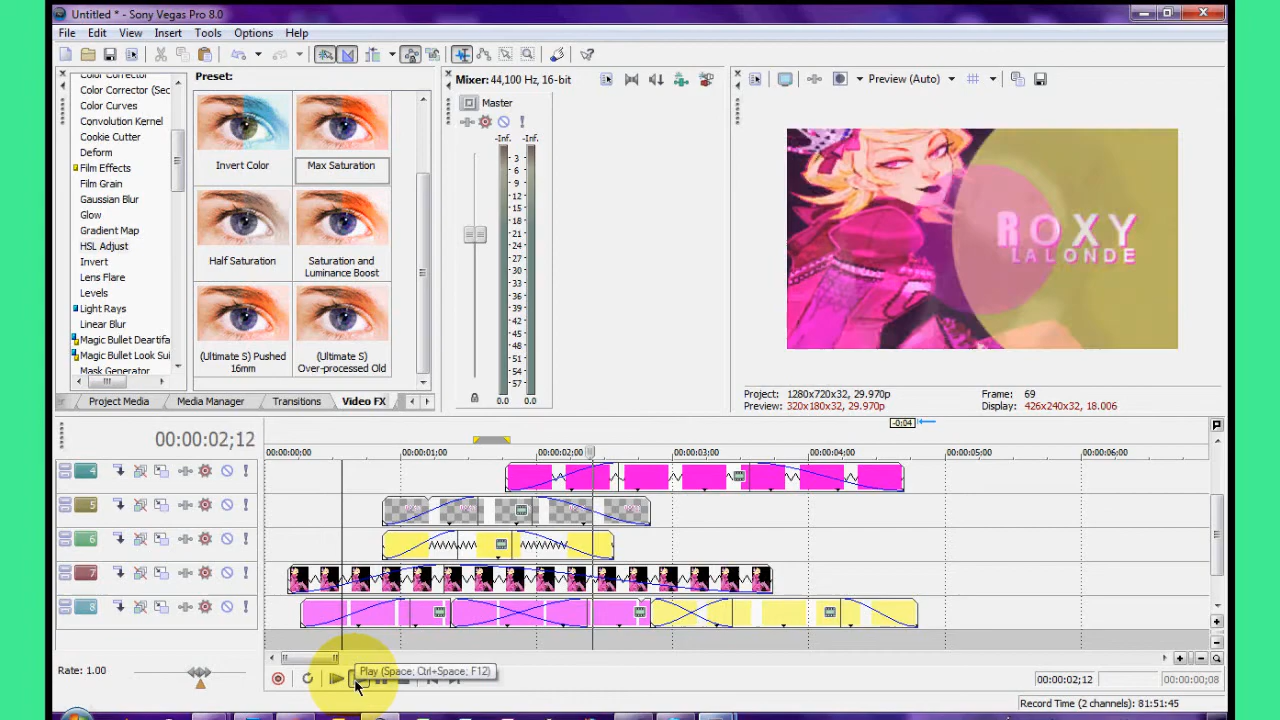 Untitled * - Sony Vegas Pro 8.0
File Edit View Insert Tools Options Help
Color Corrector
Color Corrector (Sec
Color Curves
Convolution Kernel
Cookie Cutter
Deform
Film Effects
Film Grain
Gaussian Blur
Glow
Gradient Map
HSL Adjust
Invert
Lens Flare
Levels
Light Rays
Linear Blur
Magic Bullet Deartifa
Magic Bullet Look Sui
Mask Generator
Preset:
Invert Color
Max Saturation
Half Saturation
Saturation and
Luminance Boost
(Ultimate S) Pushed
16mm
(Ultimate S)
Over-processed Old
Project Media Media Manager Transitions Video FX
Mixer: 44,100 Hz, 16-bit
Master
-Inf. -Inf.
3
6
9
12
15
18
21
24
27
30
33
36
39
42
45
48
51
54
57
0.0 0.0
Preview (Auto)
ROXY
LALONDE
Project: 1280x720x32, 29.970p
Preview: 320x180x32, 29.970p
Frame: 69
Display: 426x240x32, 18.006
-0:04
00:00:02;12
00:00:00 00:00:01;00 00:00:02;00 00:00:03;00 00:00:04;00 00:00:05;00 00:00:06;00
4
5
6
7
8
Rate: 1.00
Play (Space; Ctrl+Space; F12)
00:00:02;12
00:00:00;08
Record Time (2 channels): 81:51:45